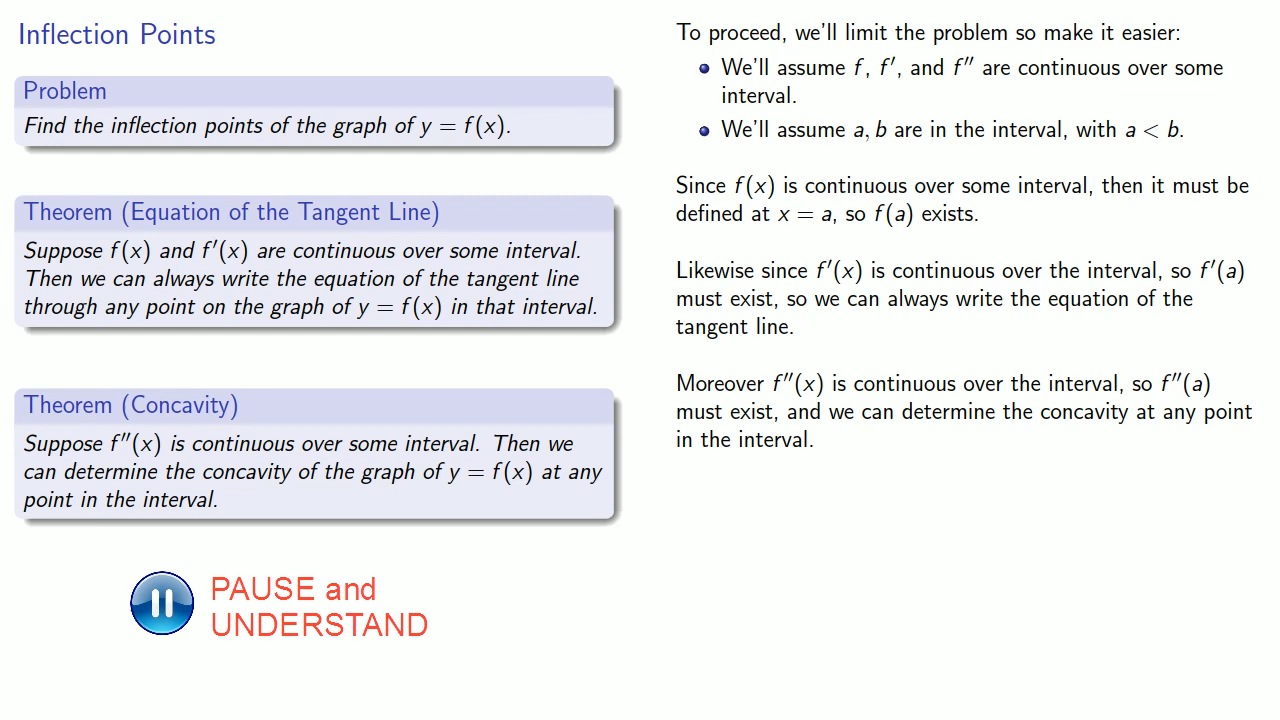 Inflection Points
Problem
Find the inflection points of the graph of y = f(x).
Theorem (Equation of the Tangent Line)
Suppose f(x) and f′(x) are continuous over some interval.
Then we can always write the equation of the tangent line
through any point on the graph of y = f(x) in that interval.
Theorem (Concavity)
Suppose f″(x) is continuous over some interval. Then we
can determine the concavity of the graph of y = f(x) at any
point in the interval.
PAUSE and
UNDERSTAND
To proceed, we'll limit the problem so make it easier:
We'll assume f, f′, and f″ are continuous over some
interval.
We'll assume a, b are in the interval, with a < b.
Since f(x) is continuous over some interval, then it must be
defined at x = a, so f(a) exists.
Likewise since f′(x) is continuous over the interval, so f′(a)
must exist, so we can always write the equation of the
tangent line.
Moreover f″(x) is continuous over the interval, so f″(a)
must exist, and we can determine the concavity at any point
in the interval.